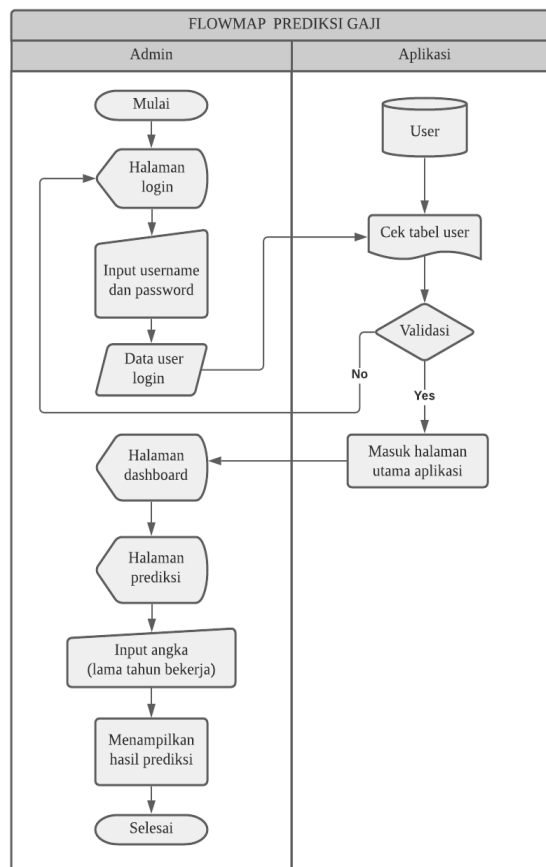 FLOWMAP PREDIKSI GAJI
Admin
Aplikasi
Mulai
Halaman
login
Input username
dan password
Data user
login
User
Cek tabel user
Validasi
No
Yes
Masuk halaman
utama aplikasi
Halaman
dashboard
Halaman
prediksi
Input angka
(lama tahun bekerja)
Menampilkan
hasil prediksi
Selesai